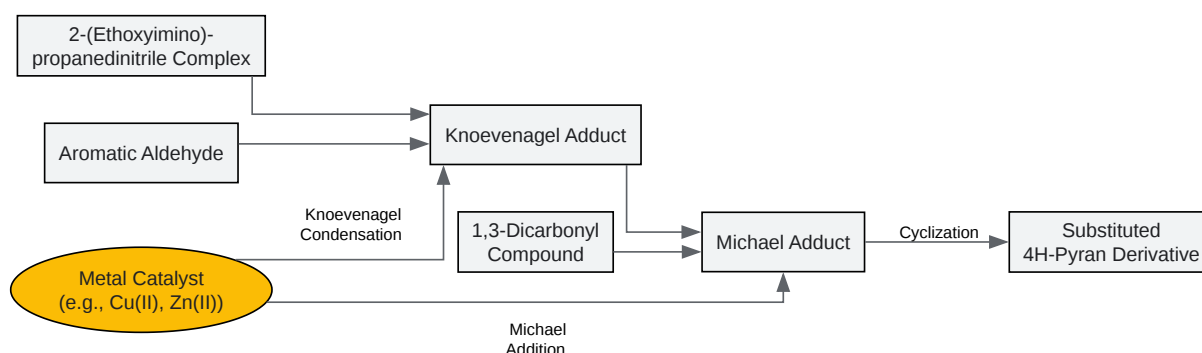 2-(Ethoxyimino)-
propanedinitrile Complex
Aromatic Aldehyde
Knoevenagel Adduct
Knoevenagel
Condensation
1,3-Dicarbonyl
Compound
Michael Adduct
Cyclization
Substituted
4H-Pyran Derivative
Metal Catalyst
(e.g., Cu(II), Zn(II))
Michael
Addition